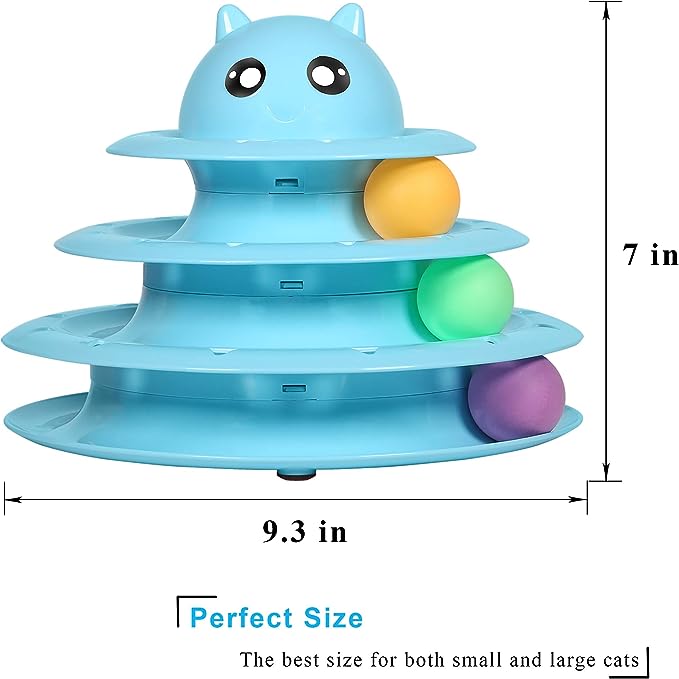 7 in
9.3 in
Perfect Size
The best size for both small and large cats